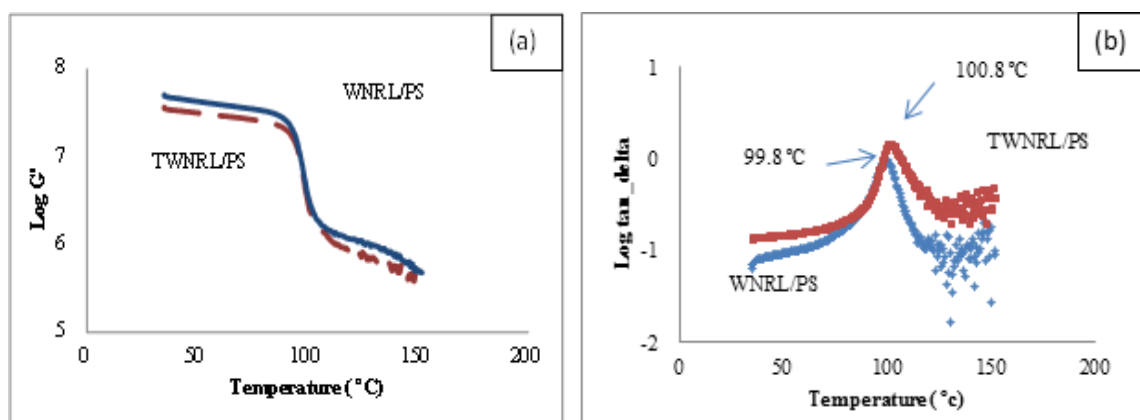 (a)
8
7
6
5
0
50
100
150
200
Log G'
Temperature ( °C)
WNRL/PS
TWNRL/PS
(b)
1
0
-1
-2
0
50
100
150
200
Log tan_delta
Temperature (°c)
100.8 °C
99.8 °C
TWNRL/PS
WNRL/PS